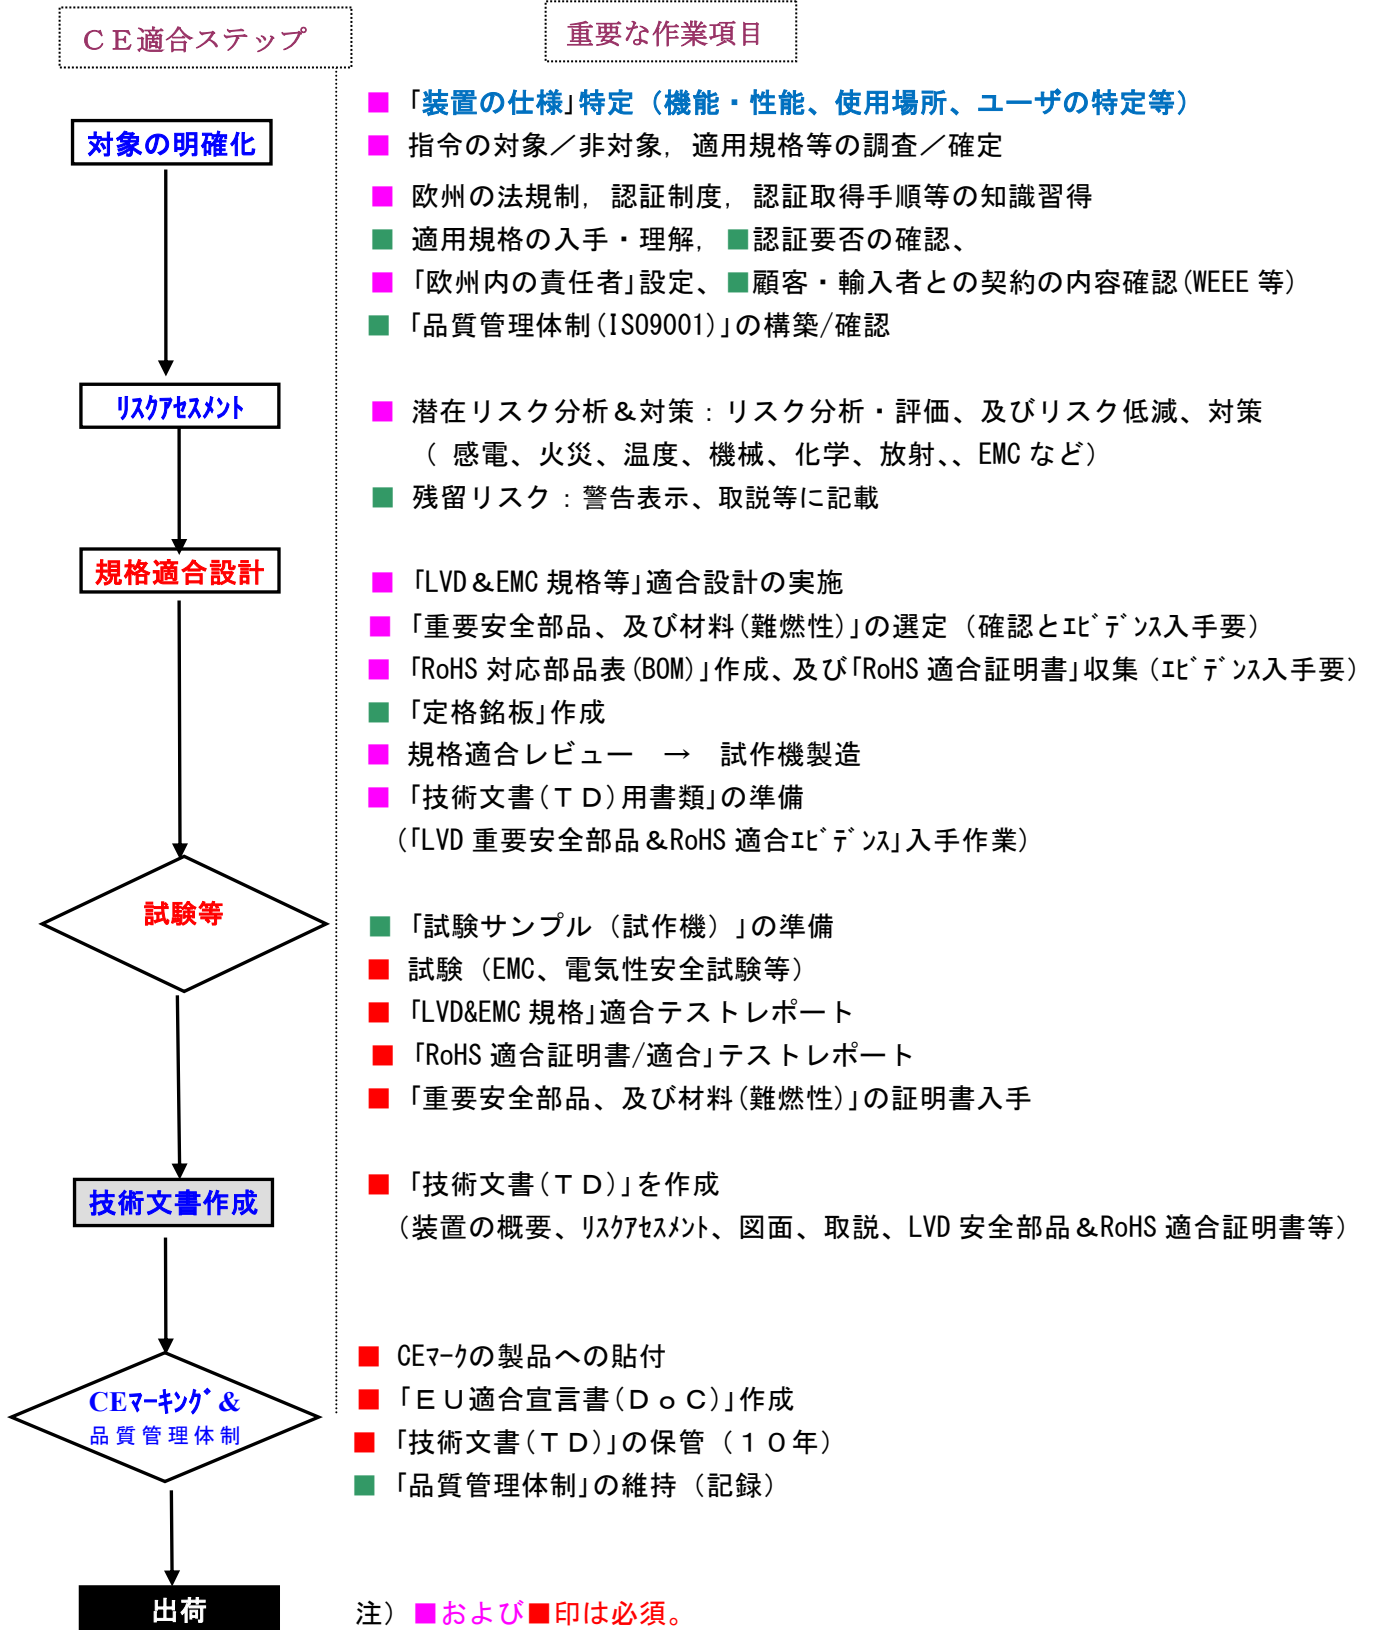 ＣＥ適合ステップ
重要な作業項目
■ 「装置の仕様」特定（機能・性能、使用場所、ユーザの特定等）
対象の明確化
■ 指令の対象／非対象，適用規格等の調査／確定
■ 欧州の法規制，認証制度，認証取得手順等の知識習得
■ 適用規格の入手・理解，■認証要否の確認、
■ 「欧州内の責任者」設定、■顧客・輸入者との契約の内容確認(WEEE 等)
■ 「品質管理体制(ISO9001)」の構築/確認
ﾘｽｸｱｾｽﾒﾝﾄ
■ 潜在リスク分析＆対策：リスク分析・評価、及びリスク低減、対策
（ 感電、火災、温度、機械、化学、放射、、EMC など）
■ 残留リスク：警告表示、取説等に記載
規格適合設計
■ 「LVD＆EMC 規格等」適合設計の実施
■ 「重要安全部品、及び材料(難燃性)」の選定（確認とｴﾋﾞﾃﾞﾝｽ入手要）
■ 「RoHS 対応部品表(BOM)」作成、及び「RoHS 適合証明書」収集（ｴﾋﾞﾃﾞﾝｽ入手要）
■ 「定格銘板」作成
■ 規格適合レビュー　→　試作機製造
■ 「技術文書(ＴＤ)用書類」の準備
（「LVD 重要安全部品＆RoHS 適合ｴﾋﾞﾃﾞﾝｽ」入手作業）
試験等
■ 「試験サンプル（試作機）」の準備
■ 試験（EMC、電気性安全試験等）
■ 「LVD&EMC 規格」適合テストレポート
■ 「RoHS 適合証明書/適合」テストレポート
■ 「重要安全部品、及び材料(難燃性)」の証明書入手
技術文書作成
■ 「技術文書(ＴＤ)」を作成
（装置の概要、ﾘｽｸｱｾｽﾒﾝﾄ、図面、取説、LVD 安全部品＆RoHS 適合証明書等）
■ CEﾏｰｸの製品への貼付
CEﾏｰｷﾝｸﾞ &
品質管理体制
■ 「ＥＵ適合宣言書(ＤｏＣ)」作成
■ 「技術文書(ＴＤ)」の保管（１０年）
■ 「品質管理体制」の維持（記録）
出荷
注）■および■印は必須。